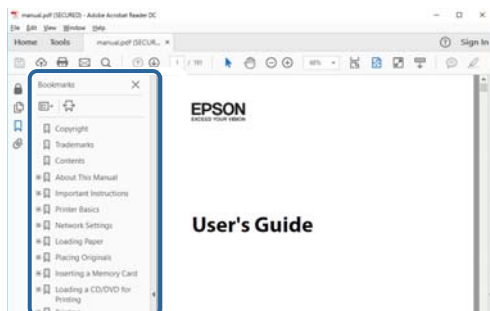 manual.pdf (SECURED) - Adobe Acrobat Reader DC
File Edit View Window Help
Home Tools manual.pdf (SECUR... × Sign In
1 / 191
Bookmarks
Copyright
Trademarks
Contents
About This Manual
Important Instructions
Printer Basics
Network Settings
Loading Paper
Placing Originals
Inserting a Memory Card
Loading a CD/DVD for
Printing
EPSON
EXCEED YOUR VISION
User's Guide